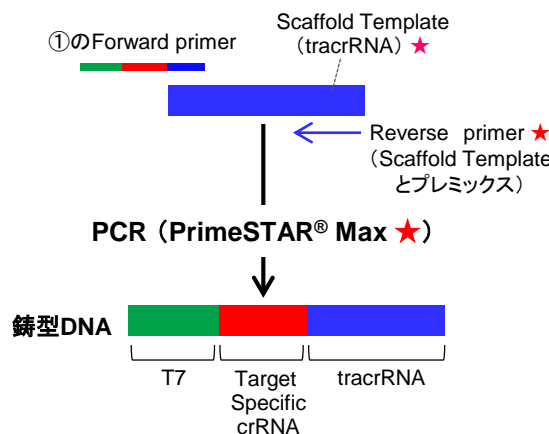 ①のForward primer
Scaffold Template
(tracrRNA) ★
Reverse primer ★
(Scaffold Template
とプレミックス)
PCR (PrimeSTAR® Max ★)
鋳型DNA
T7
Target
Specific
crRNA
tracrRNA